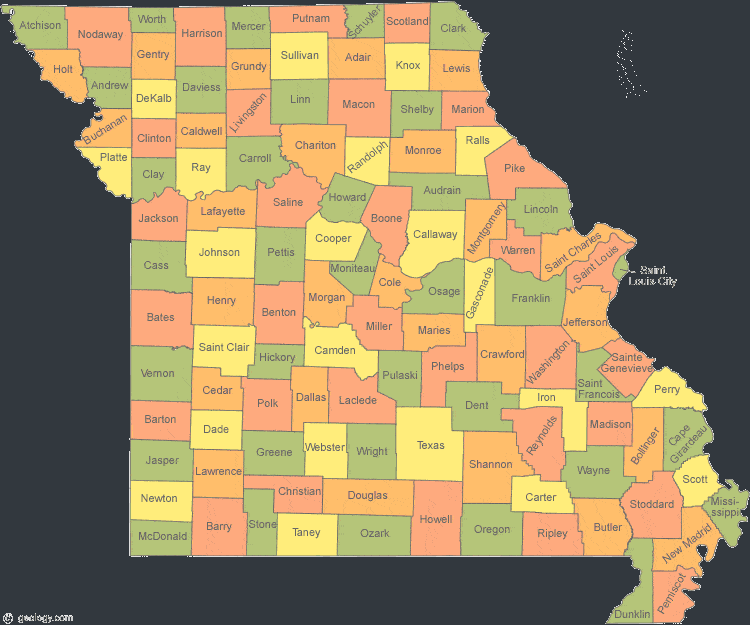 Atchison
Nodaway
Worth
Harrison
Mercer
Putnam
Schuyler
Scotland
Clark
Holt
Gentry
Grundy
Sullivan
Adair
Knox
Lewis
Andrew
DeKalb
Daviess
Livingston
Linn
Macon
Shelby
Marion
Buchanan
Clinton
Caldwell
Chariton
Randolph
Monroe
Ralls
Platte
Clay
Ray
Carroll
Pike
Jackson
Lafayette
Saline
Howard
Boone
Audrain
Callaway
Montgomery
Lincoln
Warren
Saint Charles
Saint Louis
Saint
Louis City
Cass
Johnson
Pettis
Cooper
Moniteau
Cole
Osage
Gasconade
Franklin
Jefferson
Bates
Henry
Benton
Morgan
Miller
Maries
Crawford
Washington
Sainte
Genevieve
Vernon
Saint Clair
Hickory
Camden
Pulaski
Phelps
Dent
Iron
Saint
Francois
Perry
Barton
Cedar
Polk
Dallas
Laclede
Texas
Reynolds
Madison
Bollinger
Cape
Girardeau
Jasper
Dade
Greene
Webster
Wright
Shannon
Wayne
Scott
Newton
Lawrence
Christian
Douglas
Carter
Stoddard
Missi-
ssippi
McDonald
Barry
Stone
Taney
Ozark
Howell
Oregon
Ripley
Butler
New Madrid
Dunklin
Pemiscot
© geology.com